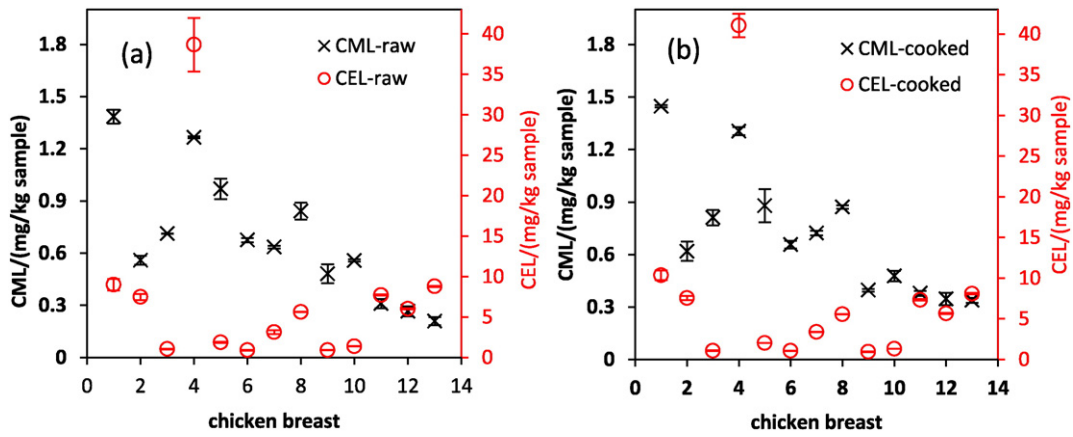 (a)
CML-raw
CEL-raw
CML/(mg/kg sample)
1.8
1.5
1.2
0.9
0.6
0.3
0
40
35
30
25
20
15
10
5
0
CEL/(mg/kg sample)
0 2 4 6 8 10 12 14
chicken breast
(b)
CML-cooked
CEL-cooked
CML/(mg/kg sample)
1.8
1.5
1.2
0.9
0.6
0.3
0
40
35
30
25
20
15
10
5
0
CEL/(mg/kg sample)
0 2 4 6 8 10 12 14
chicken breast